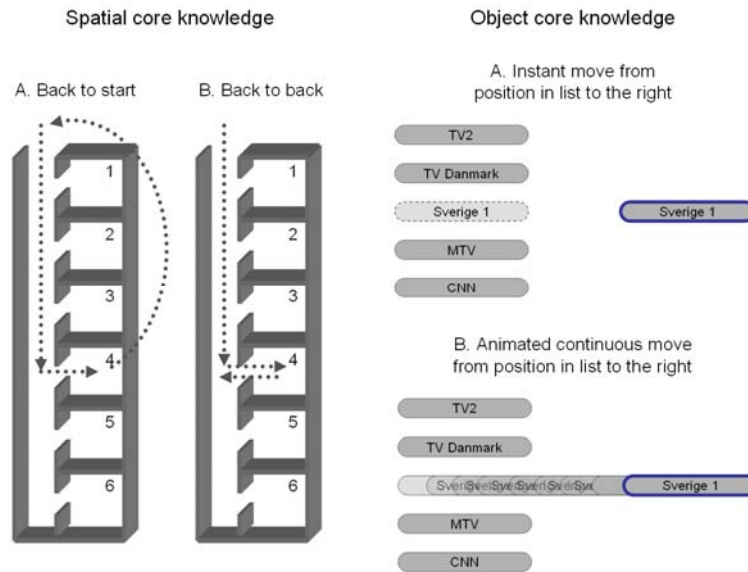 Spatial core knowledge
A. Back to start
B. Back to back
1
2
3
4
5
6
1
2
3
4
5
6
Object core knowledge
A. Instant move from
position in list to the right
TV2
TV Danmark
Sverige 1
Sverige 1
MTV
CNN
B. Animated continuous move
from position in list to the right
TV2
TV Danmark
Sverige 1
MTV
CNN